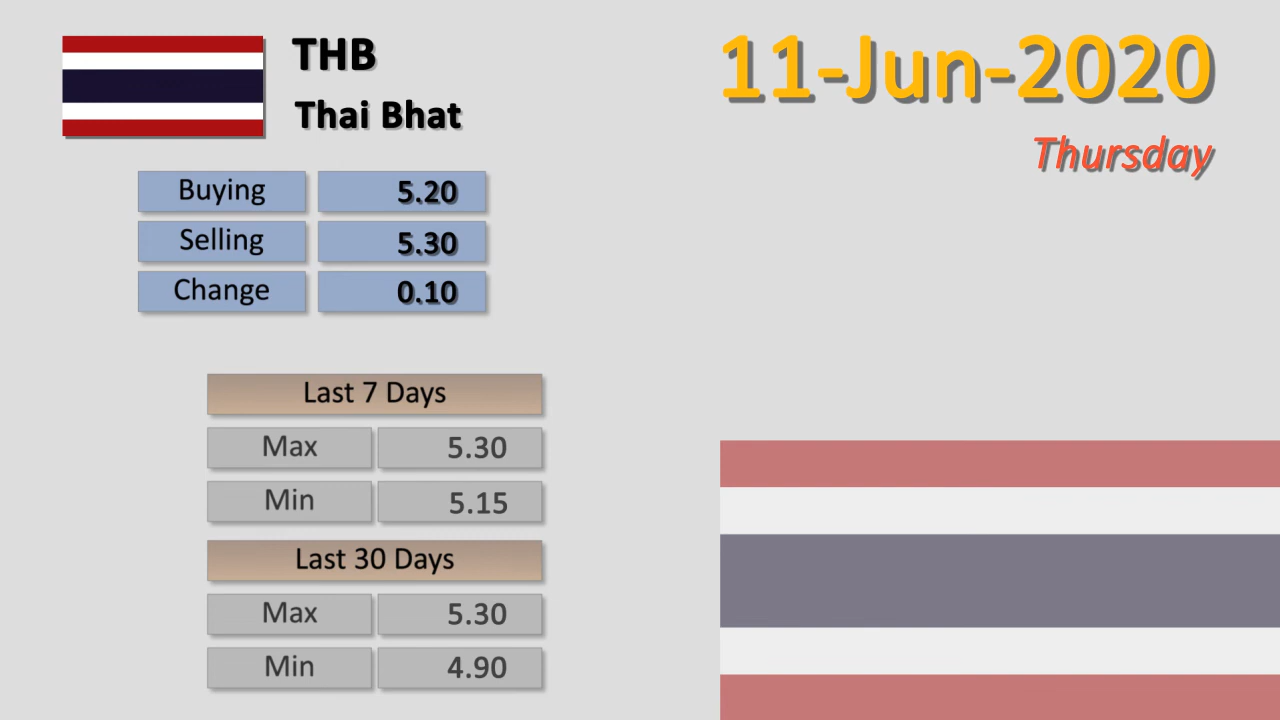 THB
Thai Bhat
11-Jun-2020
Thursday
Buying 5.20
Selling 5.30
Change 0.10
Last 7 Days
Max 5.30
Min 5.15
Last 30 Days
Max 5.30
Min 4.90